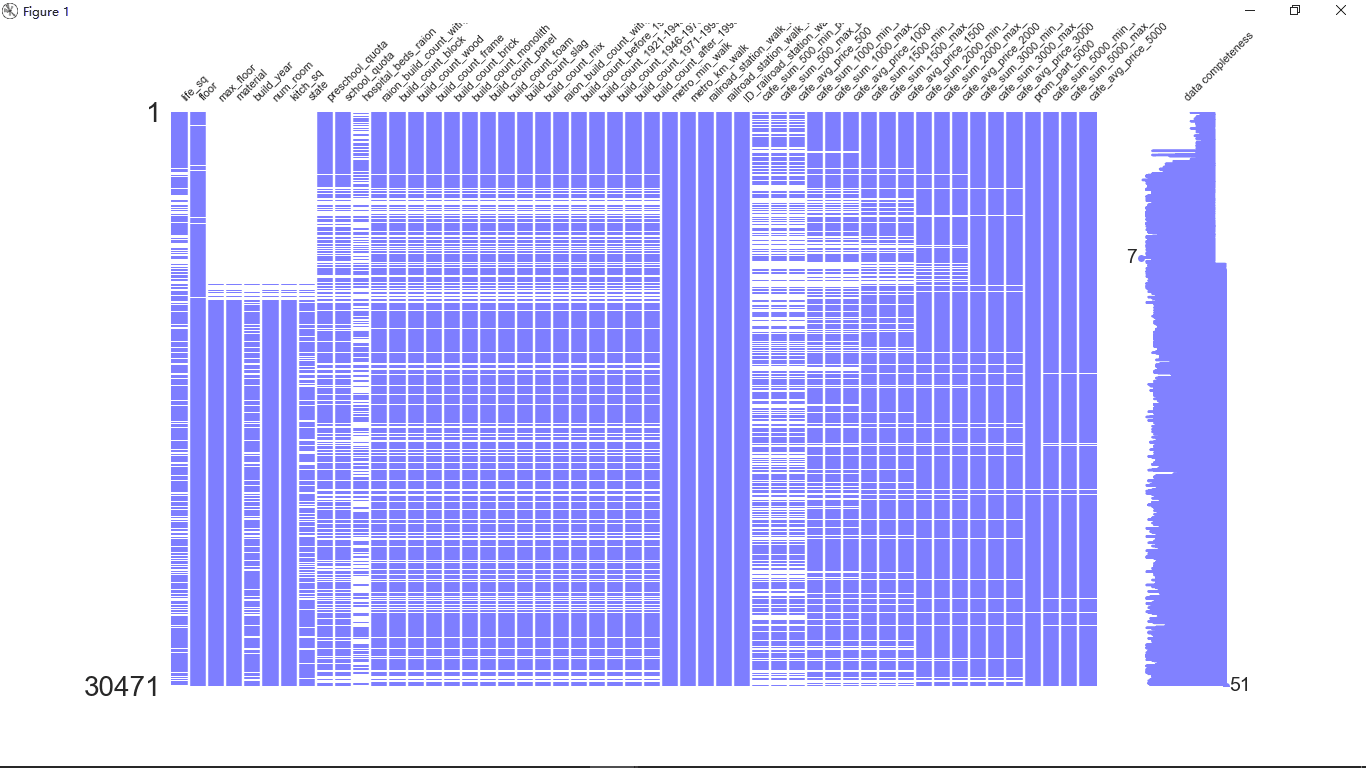 Figure 1
life_sq
floor
max_floor
material
build_year
num_room
kitch_sq
state
preschool_quota
school_quota
hospital_beds_raion
raion_build_count_with_
build_count_block
build_count_wood
build_count_frame
build_count_brick
build_count_monolith
build_count_panel
build_count_foam
build_count_slag
build_count_mix
raion_build_count_with_
build_count_before_19
build_count_1921-194
build_count_1946-197
build_count_1971-199
build_count_after_199
metro_min_walk
metro_km_walk
railroad_station_walk_
railroad_station_walk_
ID_railroad_station_wa
cafe_sum_500_min_p
cafe_sum_500_max_p
cafe_avg_price_500
cafe_sum_1000_min_
cafe_sum_1000_max_
cafe_avg_price_1000
cafe_sum_1500_min_
cafe_sum_1500_max_
cafe_avg_price_1500
cafe_sum_2000_min_
cafe_sum_2000_max_
cafe_avg_price_2000
cafe_sum_3000_min_
cafe_sum_3000_max_
cafe_avg_price_3000
prom_part_5000
cafe_sum_5000_min_
cafe_sum_5000_max_
cafe_avg_price_5000
data completeness
1
7
30471
51